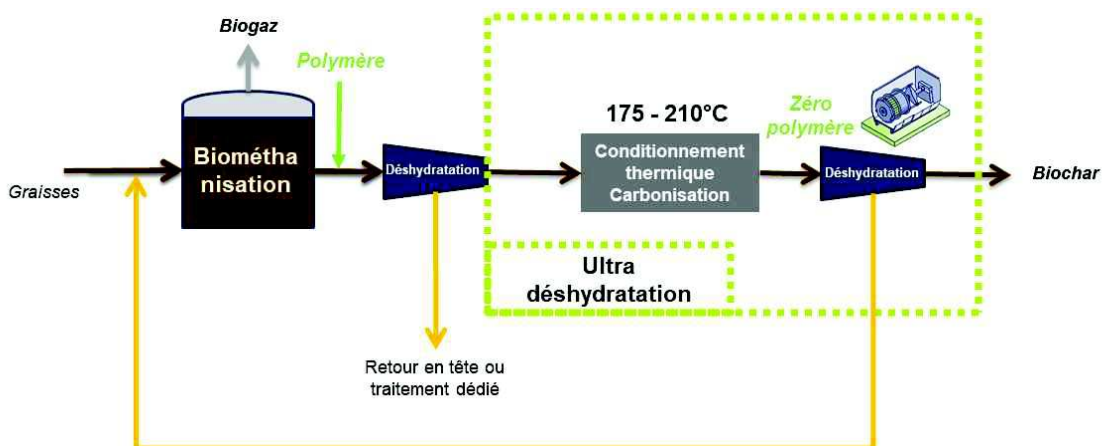 Biogaz
Polymère
175 - 210°C
Zéro
polymère
Biométha
nisation
Déshydratation
Conditionnement
thermique
Carbonisation
Déshydratation
Graisses
Biochar
Ultra
déshydratation
Retour en tête ou
traitement dédié